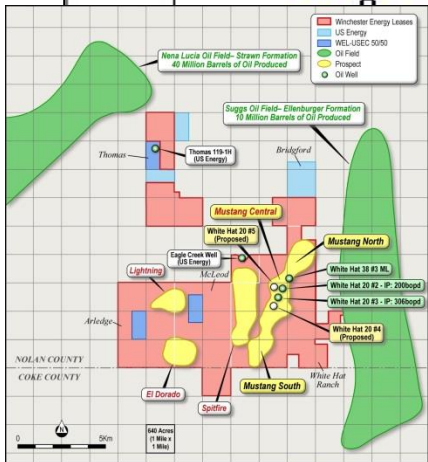 Winchester Energy Leases
US Energy
WEL-USEC 50/50
Oil Field
Prospect
Oil Well
Nena Lucia Oil Field– Strawn Formation
40 Million Barrels of Oil Produced
Suggs Oil Field– Ellenburger Formation
10 Million Barrels of Oil Produced
Thomas
Thomas 119-1H
(US Energy)
Bridgford
Mustang Central
White Hat 20 #5
(Proposed)
Mustang North
Eagle Creek Well
(US Energy)
Lightning
McLeod
White Hat 38 #3 ML
White Hat 20 #2 - IP: 200bopd
White Hat 20 #3 - IP: 306bopd
White Hat 20 #4
(Proposed)
Arledge
NOLAN COUNTY
COKE COUNTY
White Hat
Ranch
El Dorado
Spitfire
Mustang South
N
0
5Km
640 Acres
(1 Mile x
1 Mile)